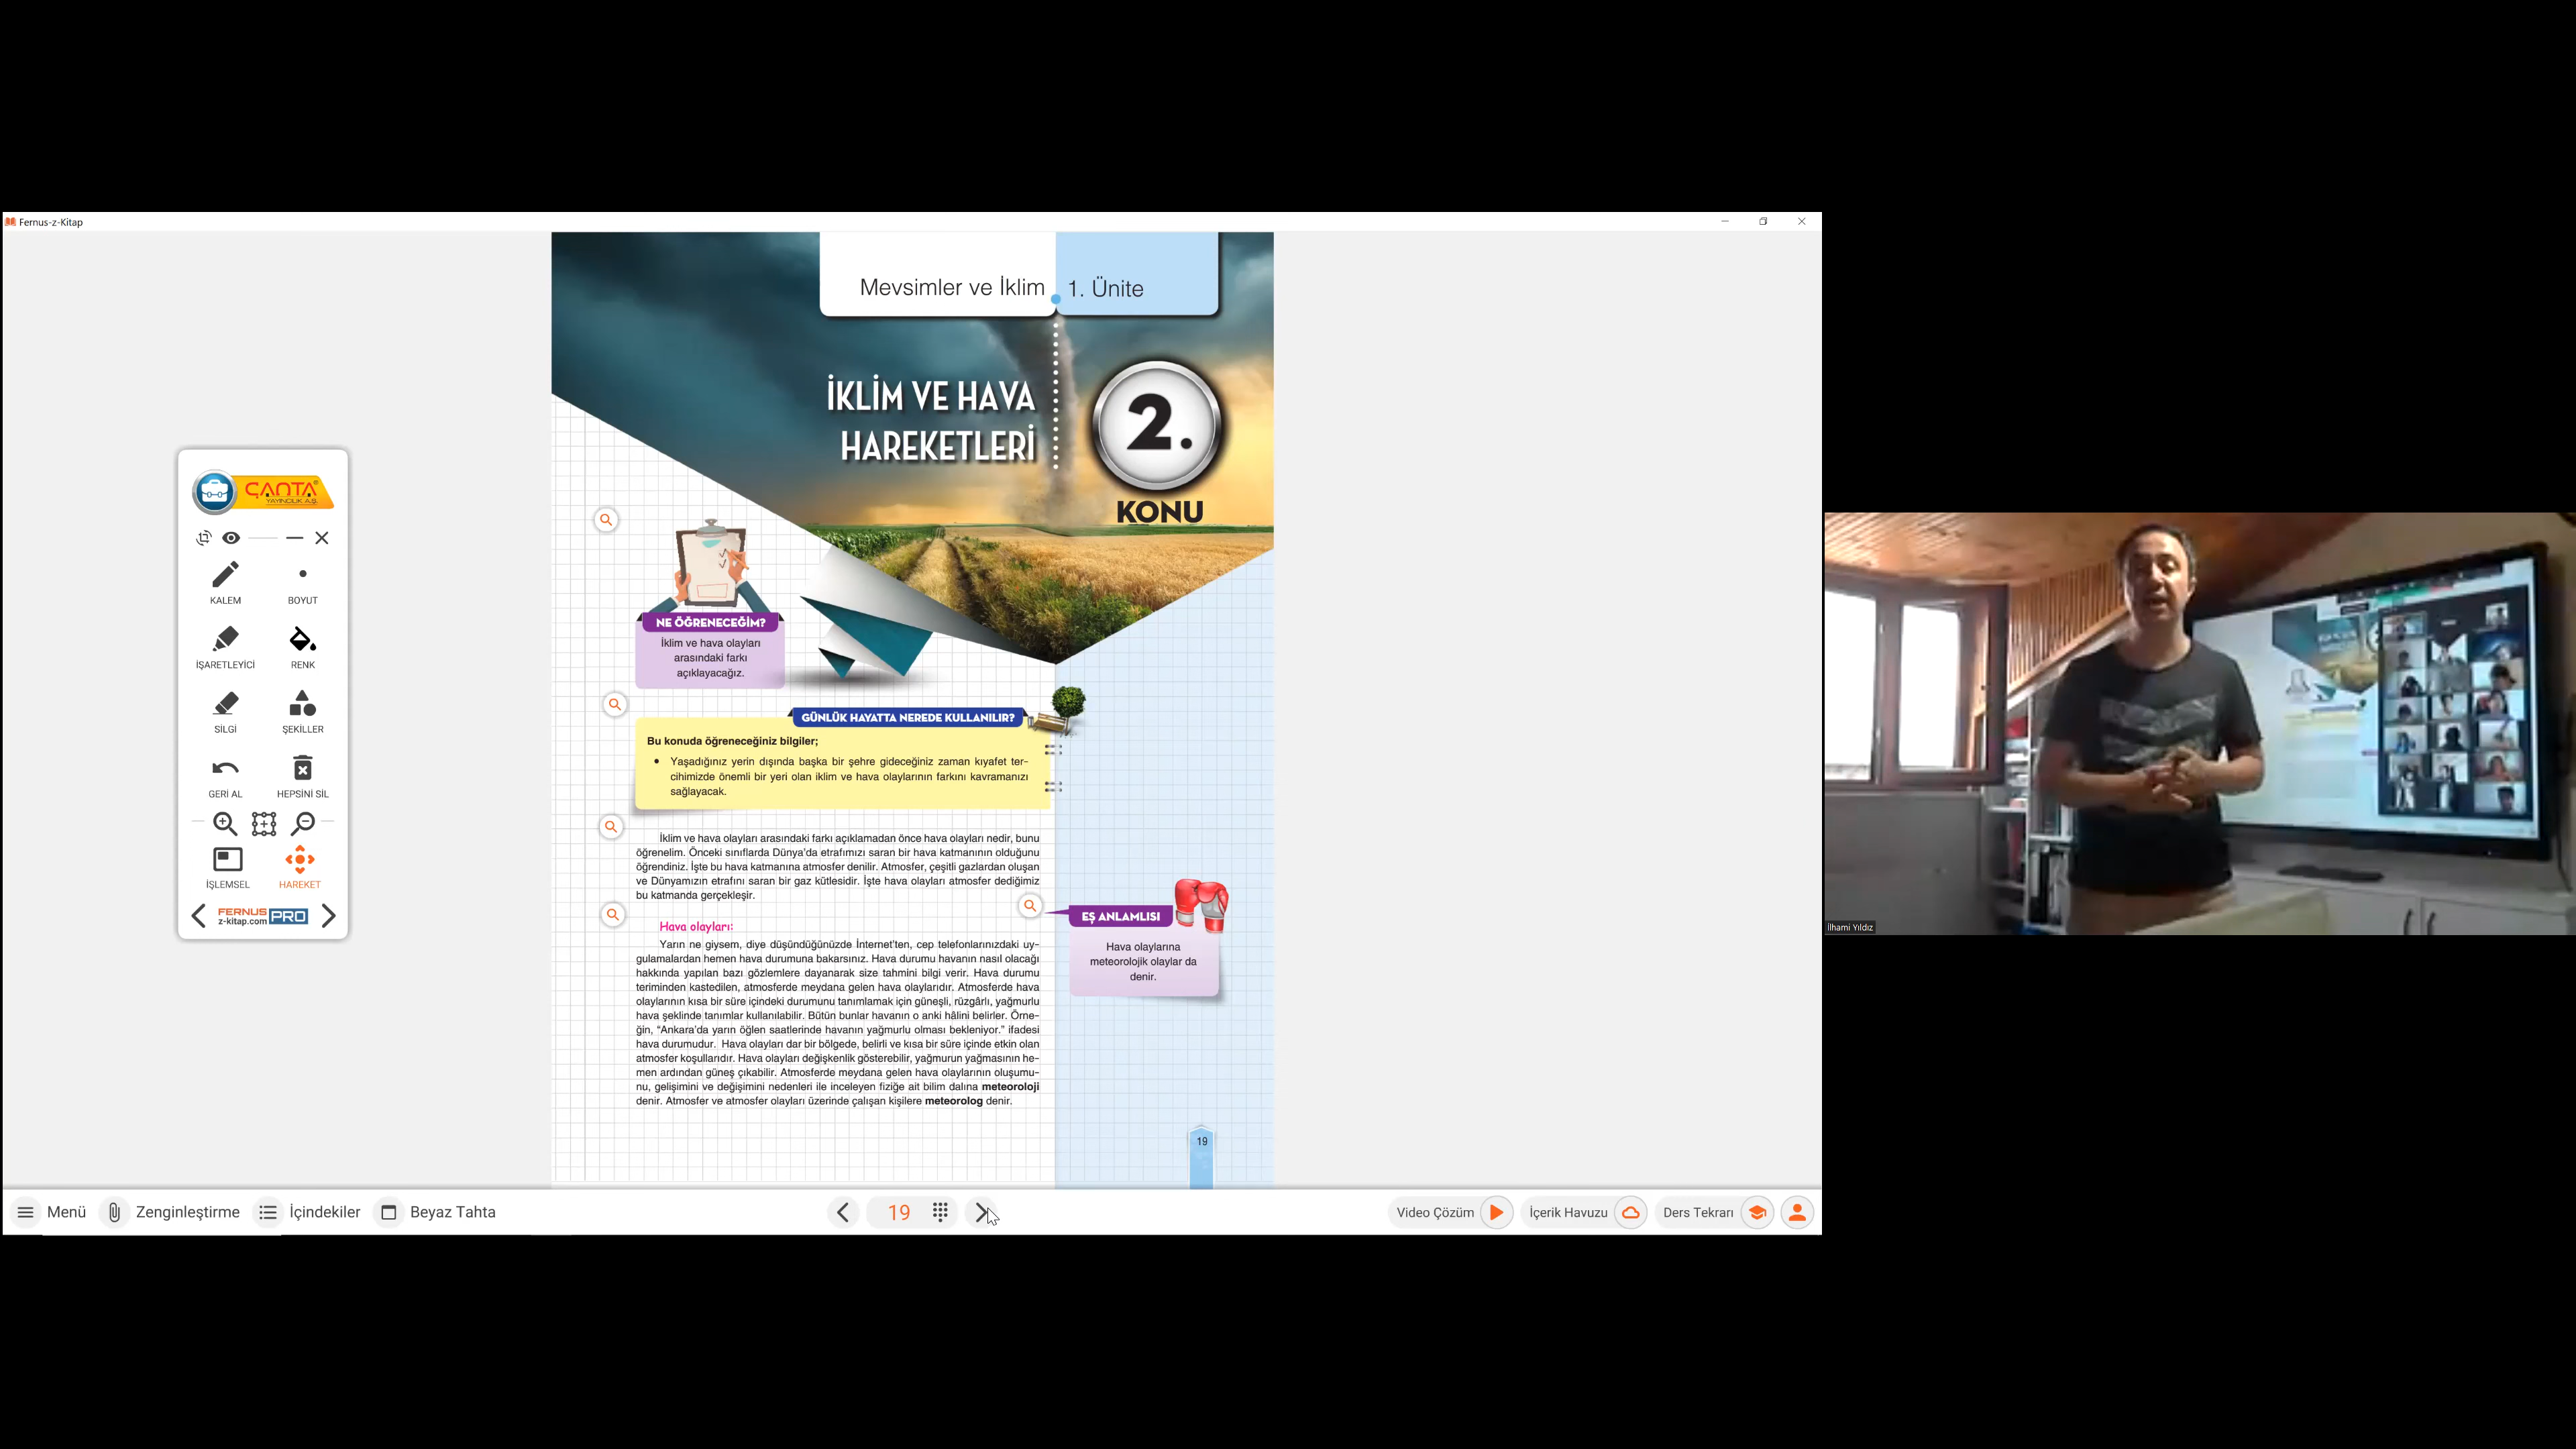 Fernus-z-Kitap
Mevsimler ve İklim
1. Ünite
İKLİM VE HAVA
HAREKETLERİ
2.
KONU
ÇANTA
YAYINCILIK A.Ş.
KALEM
BOYUT
İŞARETLEYİCİ
RENK
SİLGİ
ŞEKİLLER
GERİ AL
HEPSİNİ SİL
İŞLEMSEL
HAREKET
FERNUS
z-kitap.com
PRO
NE ÖĞRENECEĞİM?
İklim ve hava olayları
arasındaki farkı
açıklayacağız.
GÜNLÜK HAYATTA NEREDE KULLANILIR?
Bu konuda öğreneceğiniz bilgiler;
• Yaşadığınız yerin dışında başka bir şehre gideceğiniz zaman kıyafet ter-
cihimizde önemli bir yeri olan iklim ve hava olaylarının farkını kavramanızı
sağlayacak.
İklim ve hava olayları arasındaki farkı açıklamadan önce hava olayları nedir, bunu
öğrenelim. Önceki sınıflarda Dünya'da etrafımızı saran bir hava katmanının olduğunu
öğrendiniz. İşte bu hava katmanına atmosfer denilir. Atmosfer, çeşitli gazlardan oluşan
ve Dünyamızın etrafını saran bir gaz kütlesidir. İşte hava olayları atmosfer dediğimiz
bu katmanda gerçekleşir.
Hava olayları:
Yarın ne giysem, diye düşündüğünüzde İnternet'ten, cep telefonlarınızdaki uy-
gulamalardan hemen hava durumuna bakarsınız. Hava durumu havanın nasıl olacağı
hakkında yapılan bazı gözlemlere dayanarak size tahmini bilgi verir. Hava durumu
teriminden kastedilen, atmosferde meydana gelen hava olaylarıdır. Atmosferde hava
olaylarının kısa bir süre içindeki durumunu tanımlamak için güneşli, rüzgârlı, yağmurlu
hava şeklinde tanımlar kullanılabilir. Bütün bunlar havanın o anki hâlini belirler. Örne-
ğin, "Ankara'da yarın öğlen saatlerinde havanın yağmurlu olması bekleniyor." ifadesi
hava durumudur. Hava olayları dar bir bölgede, belirli ve kısa bir süre içinde etkin olan
atmosfer koşullarıdır. Hava olayları değişkenlik gösterebilir, yağmurun yağmasının he-
men ardından güneş çıkabilir. Atmosferde meydana gelen hava olaylarının oluşumu-
nu, gelişimini ve değişimini nedenleri ile inceleyen fiziğe ait bilim dalına meteoroloji
denir. Atmosfer ve atmosfer olayları üzerinde çalışan kişilere meteorolog denir.
EŞ ANLAMLISI
Hava olaylarına
meteorolojik olaylar da
denir.
19
Menü
Zenginleştirme
İçindekiler
Beyaz Tahta
19
Video Çözüm
İçerik Havuzu
Ders Tekrarı
İlhami Yıldız